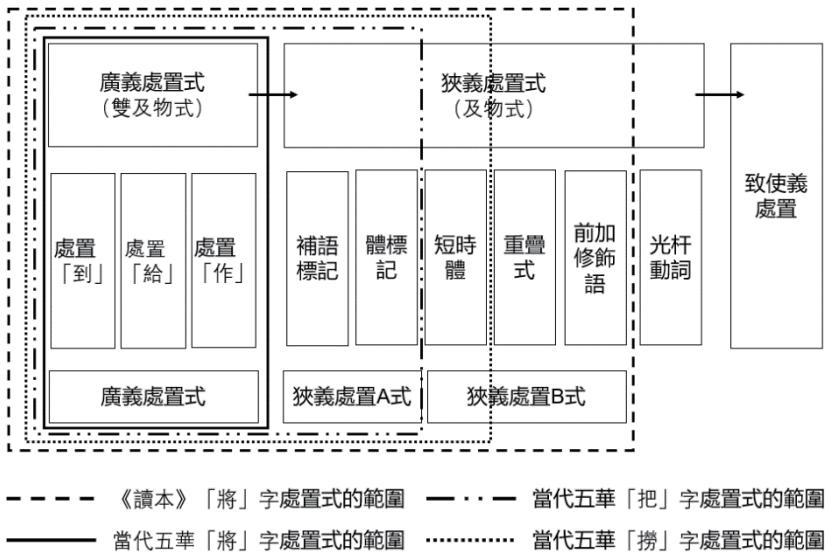 廣義處置式
（雙及物式）
狹義處置式
（及物式）
致使義
處置
處置
「到」
處置
「給」
處置
「作」
補語
標記
體標
記
短時
體
重疊
式
前加
修飾
語
光杆
動詞
廣義處置式
狹義處置A式
狹義處置B式
《讀本》「將」字處置式的範圍
當代五華「把」字處置式的範圍
當代五華「將」字處置式的範圍
當代五華「撈」字處置式的範圍